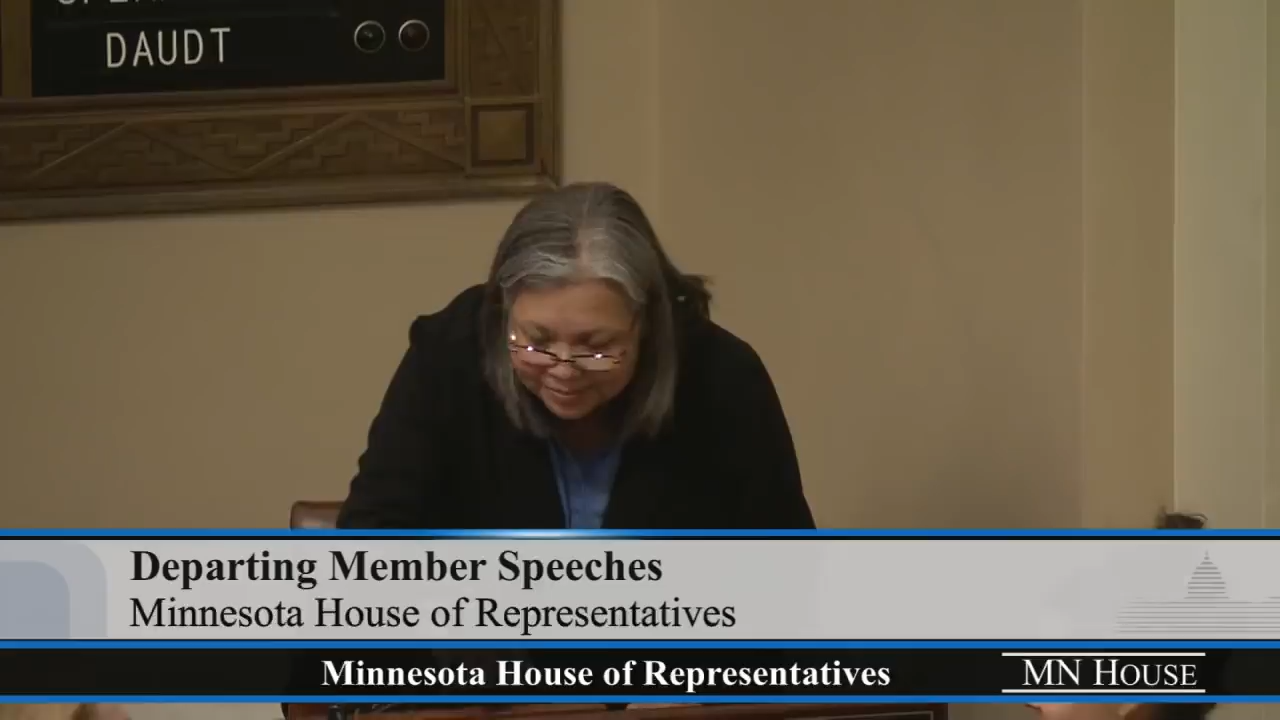 DAUDT
Departing Member Speeches
Minnesota House of Representatives
Minnesota House of Representatives
MN HOUSE